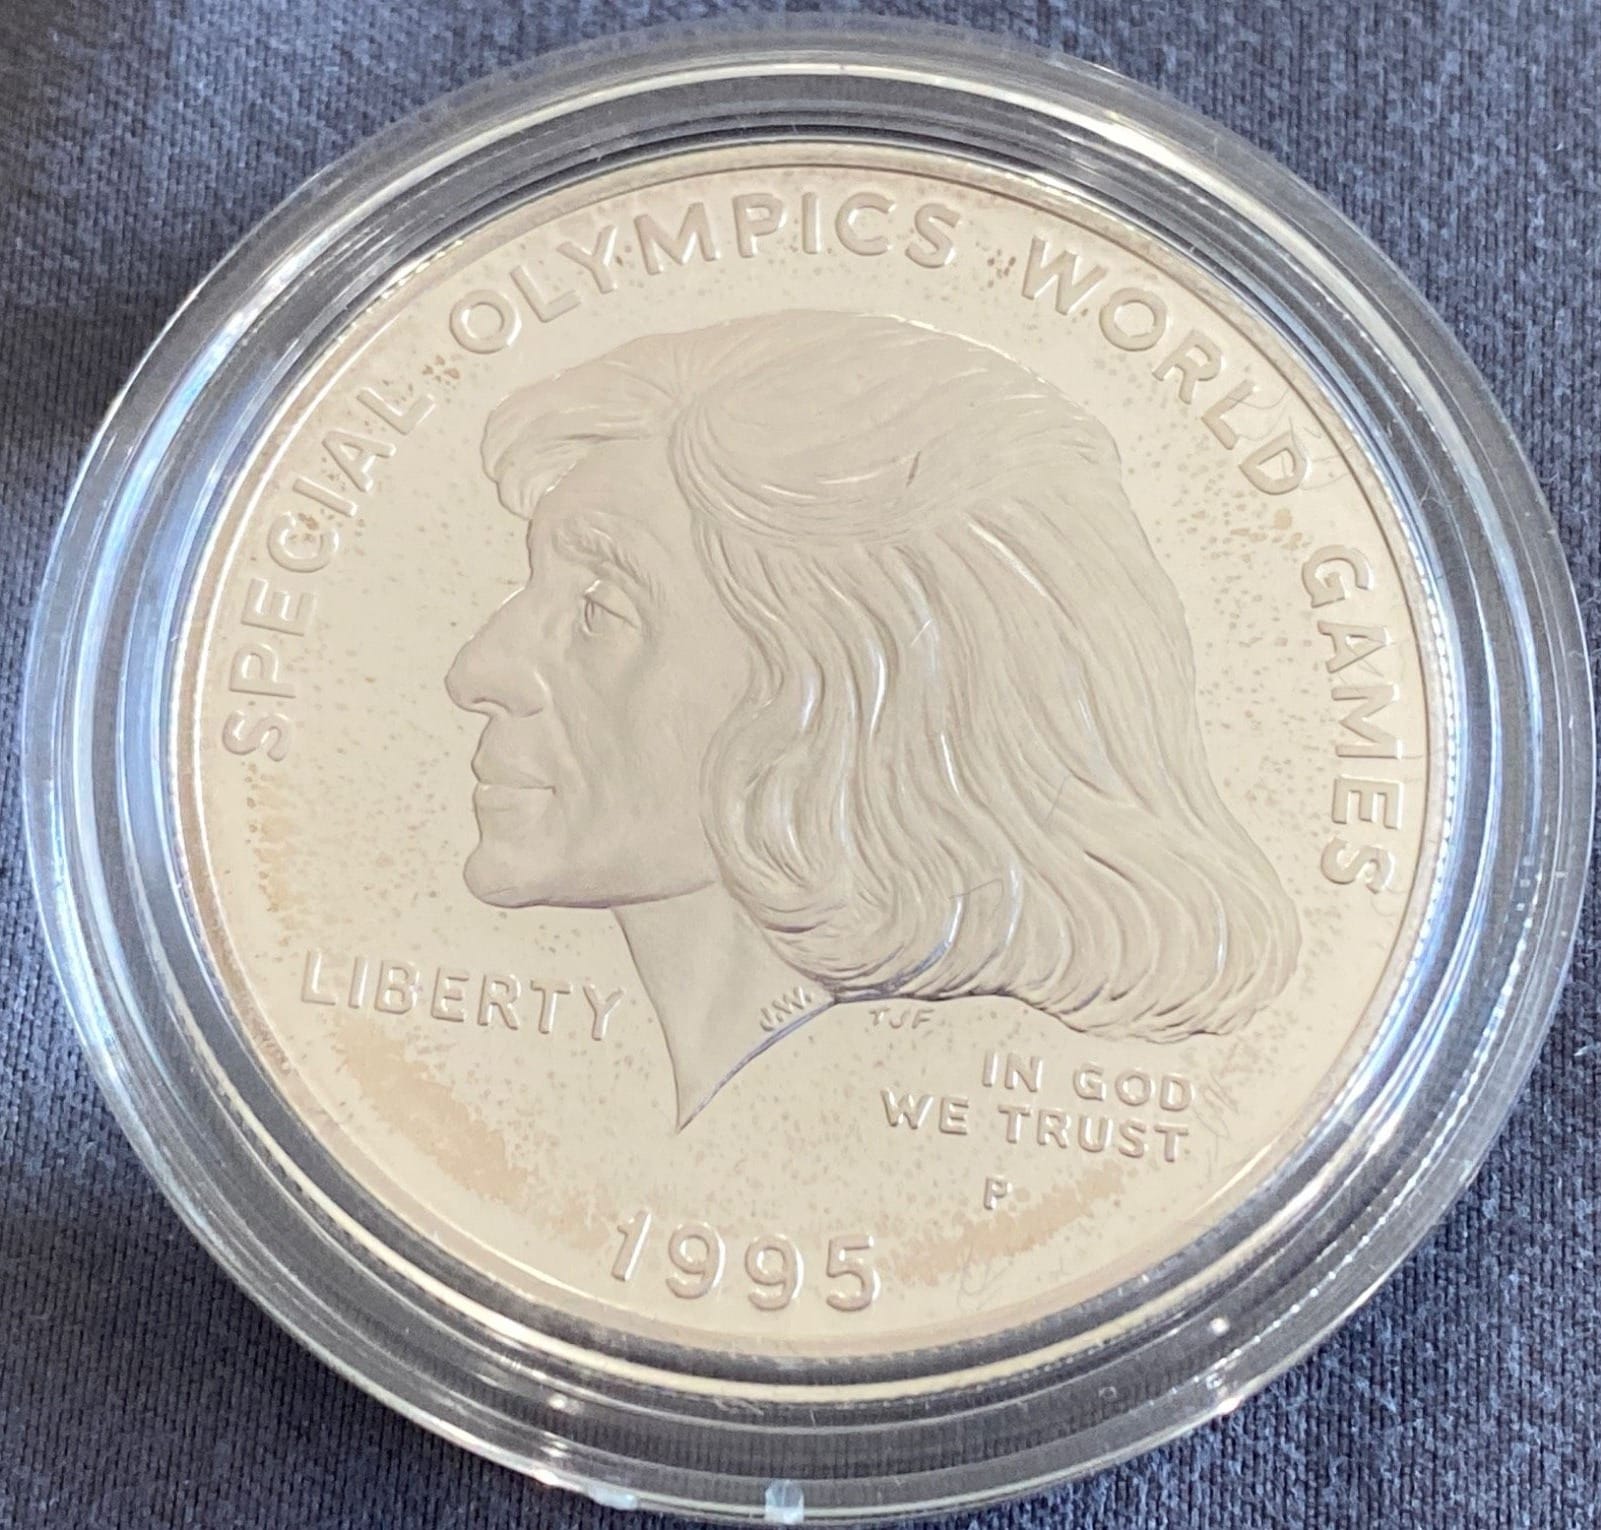 SPECIAL OLYMPICS WORLD GAMES
LIBERTY
J.W.
TJF
IN GOD
WE TRUST
P
1995